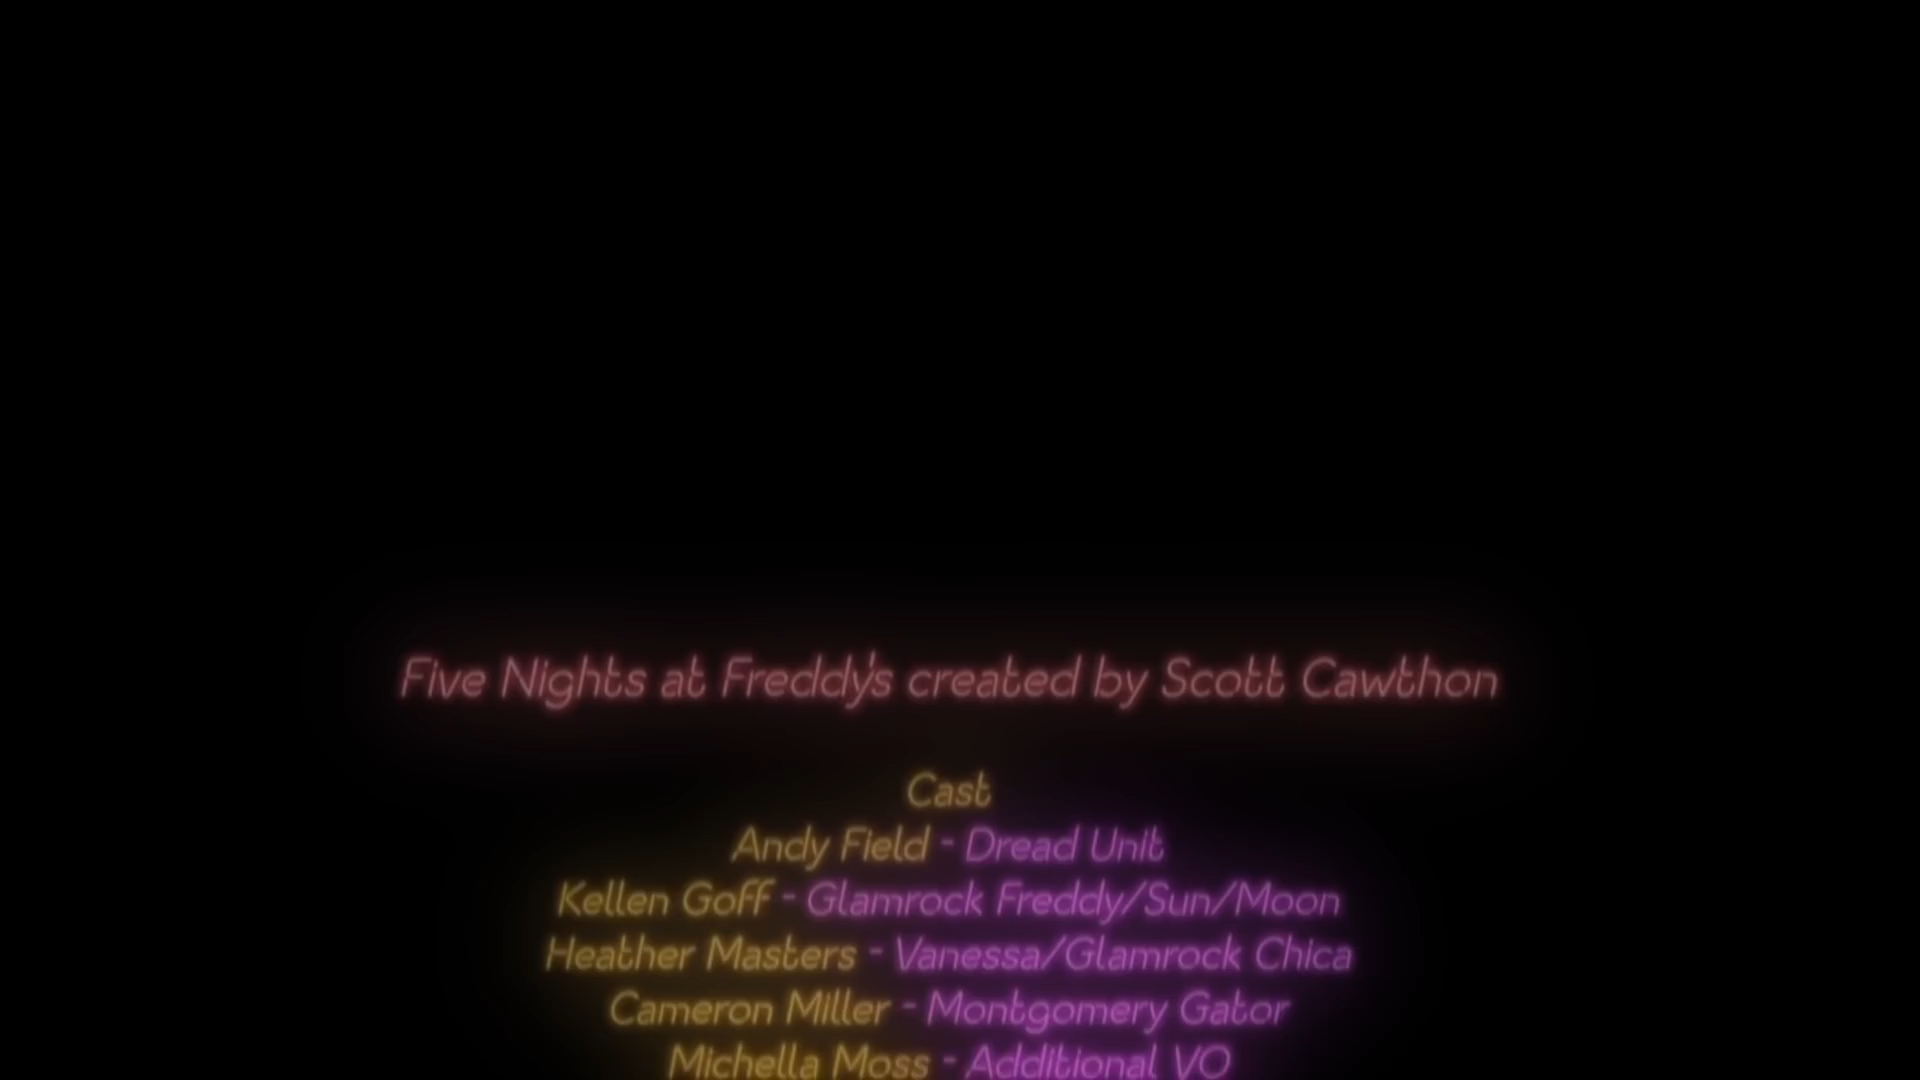 Five Nights at Freddy's created by Scott Cawthon
Cast
Andy Field - Dread Unit
Kellen Goff - Glamrock Freddy/Sun/Moon
Heather Masters - Vanessa/Glamrock Chica
Cameron Miller - Montgomery Gator
Michella Moss - Additional VO